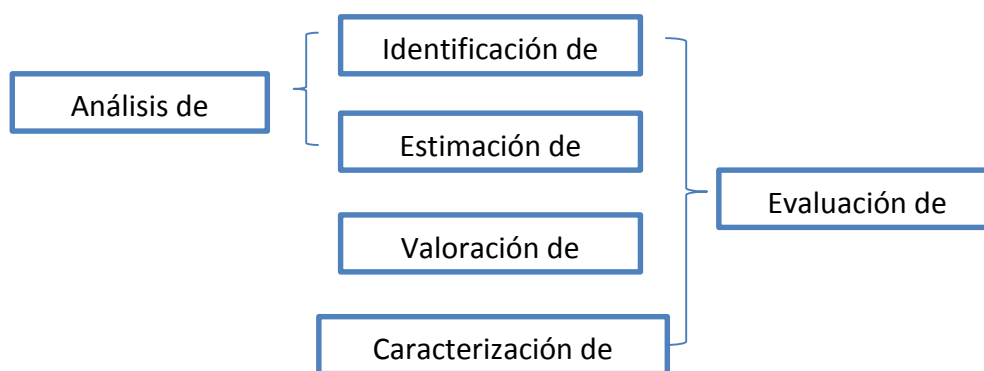 Identificación de
Análisis de
Estimación de
Evaluación de
Valoración de
Caracterización de